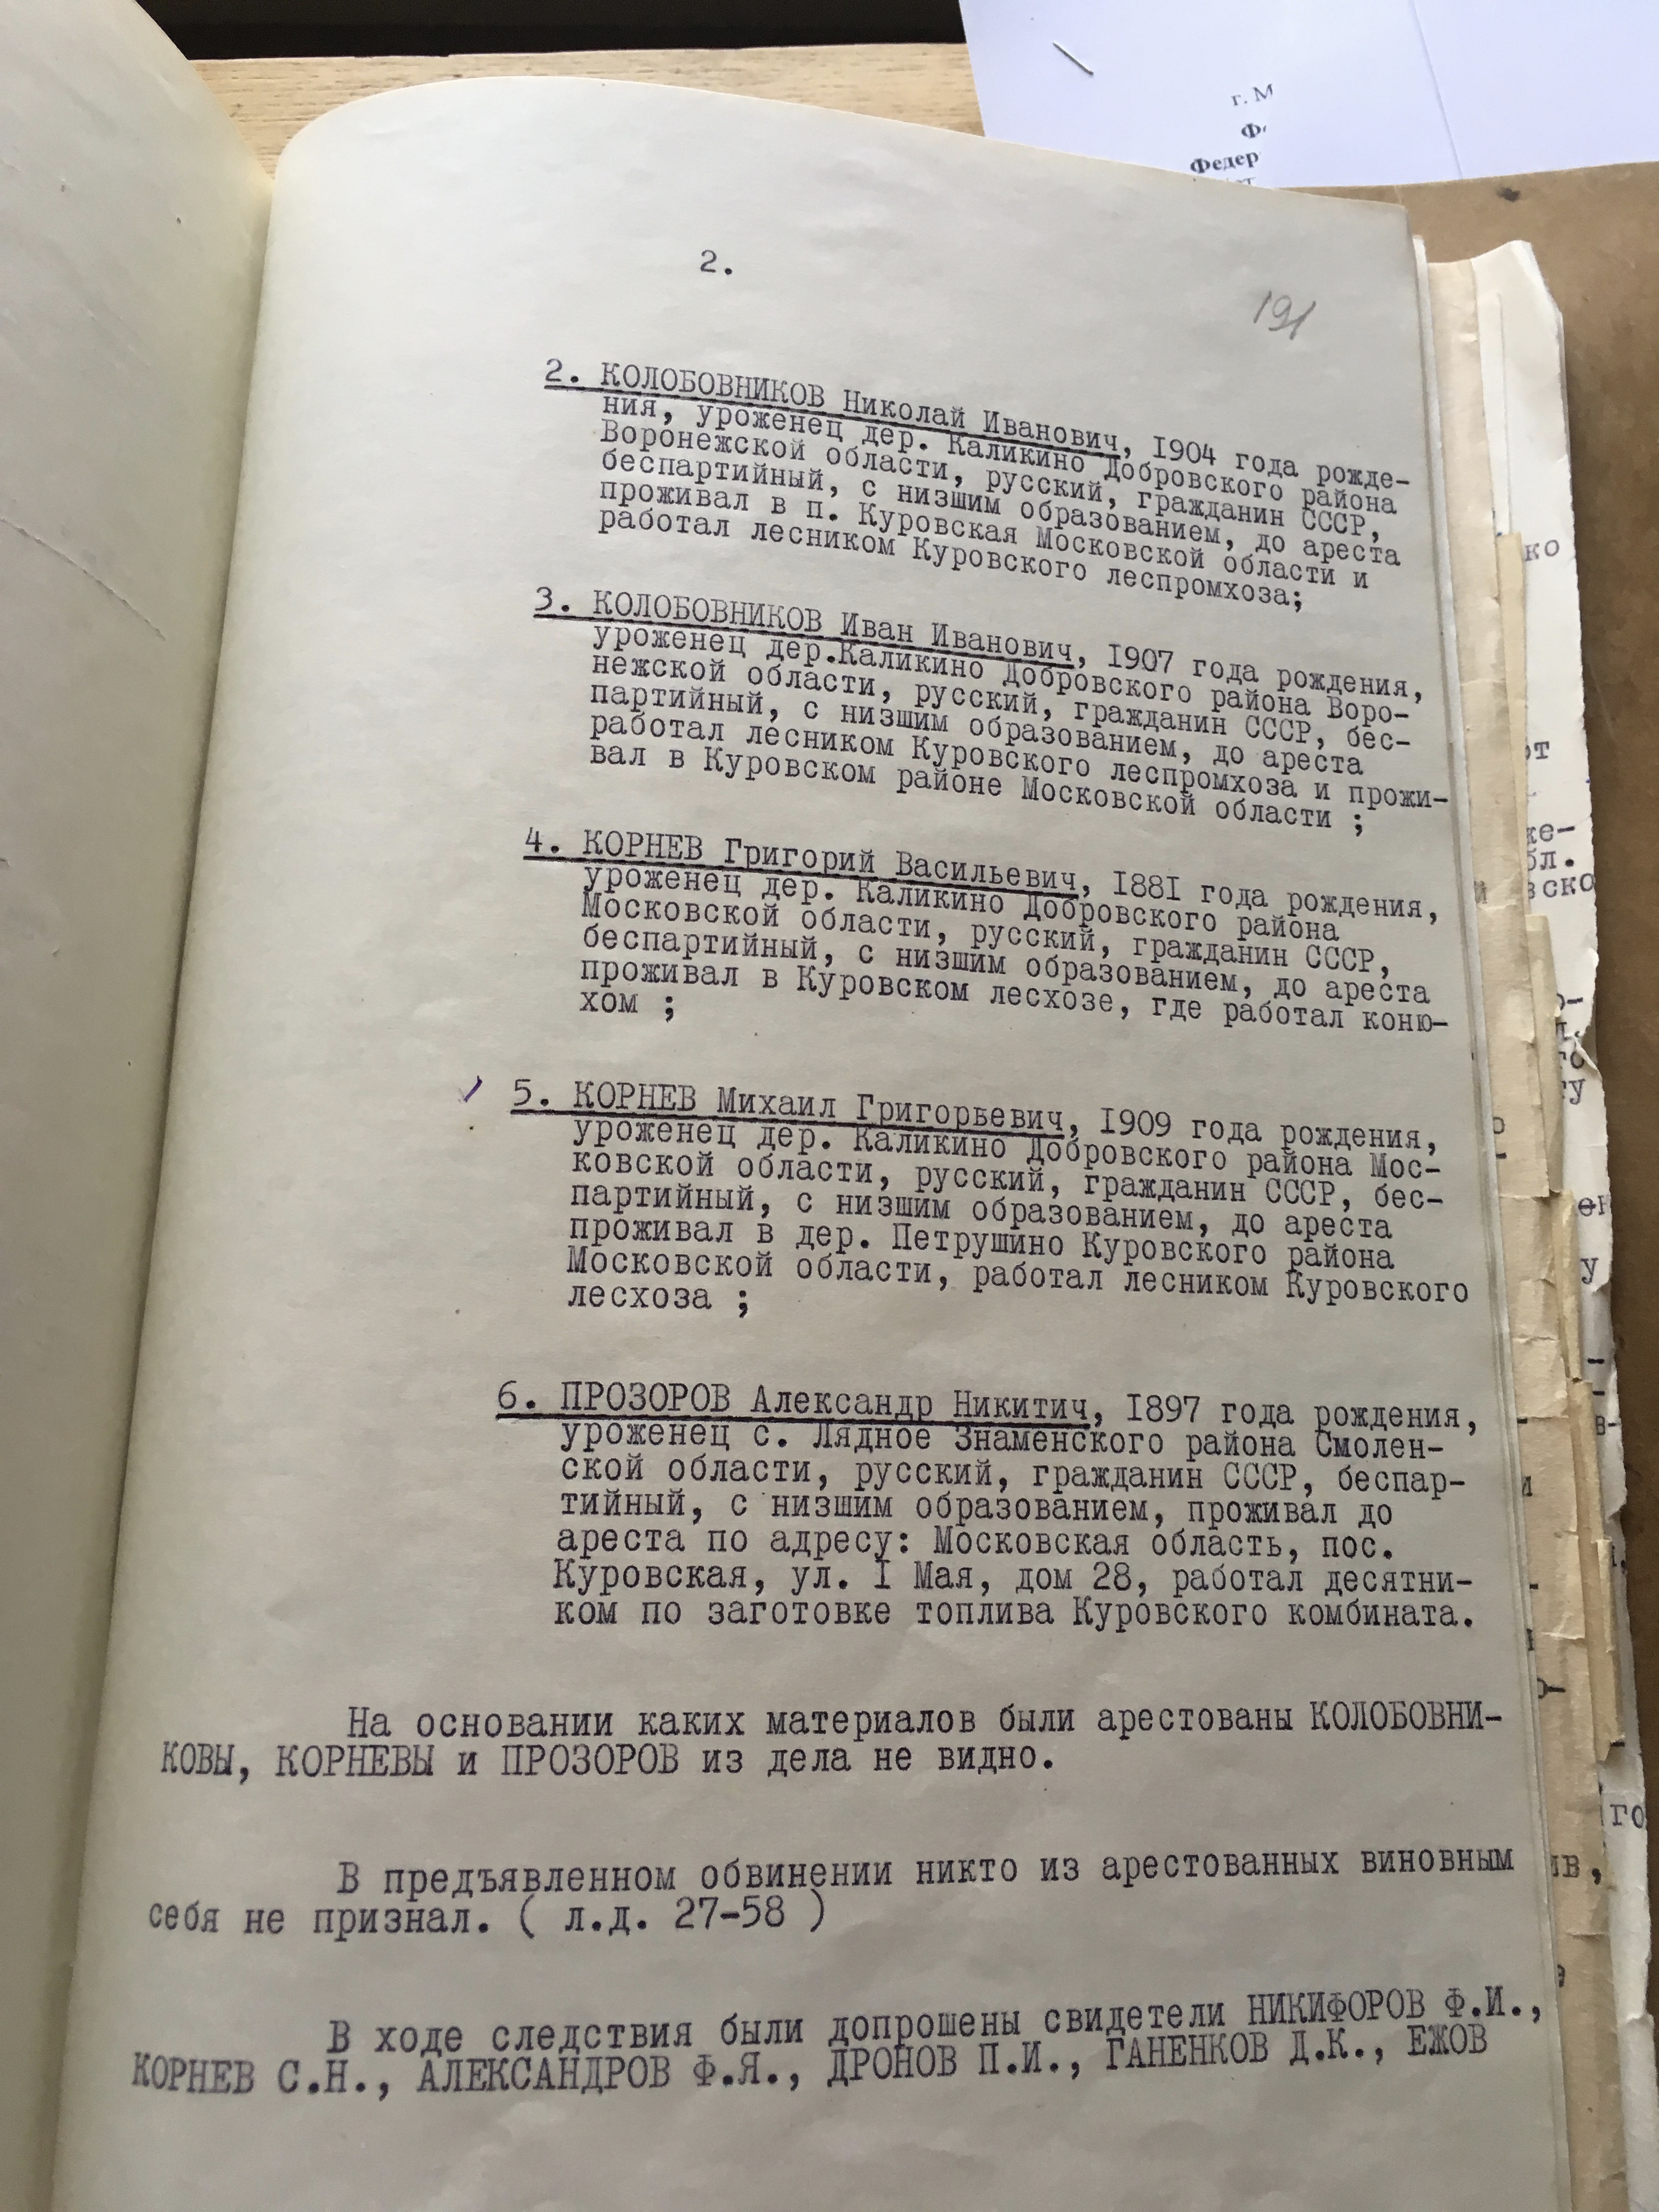 г. М
Федер
2.
191
2. КОЛОБОВНИКОВ Николай Иванович, 1904 года рожде-
ния, уроженец дер. Каликино Добровского района
Воронежской области, русский, гражданин СССР,
беспартийный, с низшим образованием, до ареста
проживал в п. Куровская Московской области и
работал лесником Куровского леспромхоза;
3. КОЛОБОВНИКОВ Иван Иванович, 1907 года рождения,
уроженец дер.Каликино Добровского района Воро-
нежской области, русский, гражданин СССР, бес-
партийный, с низшим образованием, до ареста
работал лесником Куровского леспромхоза и прожи-
вал в Куровском районе Московской области ;
4. КОРНЕВ Григорий Васильевич, 1881 года рождения,
уроженец дер. Каликино Добровского района
Московской области, русский, гражданин СССР,
беспартийный, с низшим образованием, до ареста
проживал в Куровском лесхозе, где работал коню-
хом ;
5. КОРНЕВ Михаил Григорьевич, 1909 года рождения,
уроженец дер. Каликино Добровского района Мос-
ковской области, русский, гражданин СССР, бес-
партийный, с низшим образованием, до ареста
проживал в дер. Петрушино Куровского района
Московской области, работал лесником Куровского
лесхоза ;
6. ПРОЗОРОВ Александр Никитич, 1897 года рождения,
уроженец с. Лядное Знаменского района Смолен-
ской области, русский, гражданин СССР, беспар-
тийный, с низшим образованием, проживал до
ареста по адресу: Московская область, пос.
Куровская, ул. 1 Мая, дом 28, работал десятни-
ком по заготовке топлива Куровского комбината.
На основании каких материалов были арестованы КОЛОБОВНИ-
КОВЫ, КОРНЕВЫ и ПРОЗОРОВ из дела не видно.
В предъявленном обвинении никто из арестованных виновным
себя не признал. ( л.д. 27-58 )
В ходе следствия были допрошены свидетели НИКИФОРОВ Ф.И.,
КОРНЕВ С.Н., АЛЕКСАНДРОВ Ф.Я., ДРОНОВ П.И., ГАНЕНКОВ Д.К., ЕЖОВ